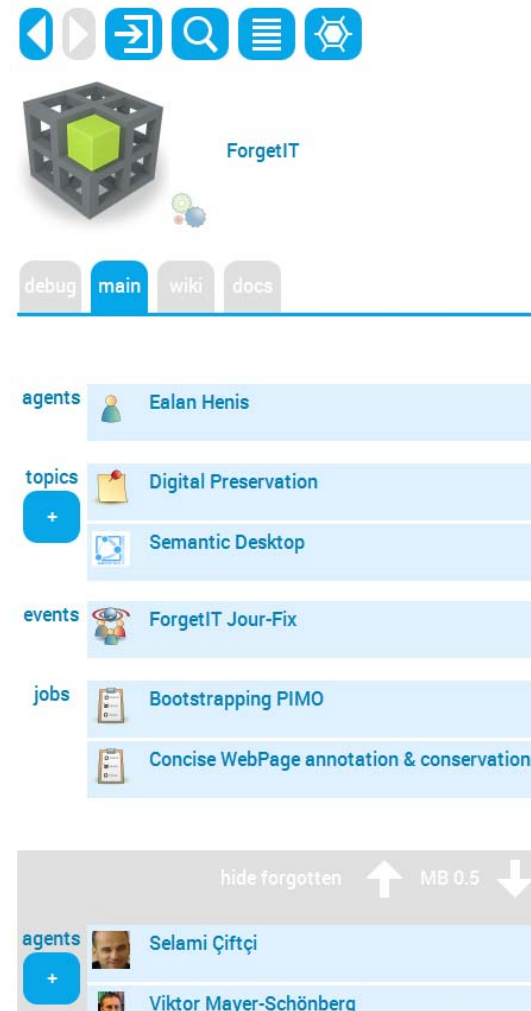 ForgetIT
debug main wiki docs
agents Ealan Henis
topics Digital Preservation
+
Semantic Desktop
events ForgetIT Jour-Fix
jobs Bootstrapping PIMO
Concise WebPage annotation & conservation
hide forgotten MB 0.5
agents Selami Çiftçi
+
Viktor Mayer-Schönberg